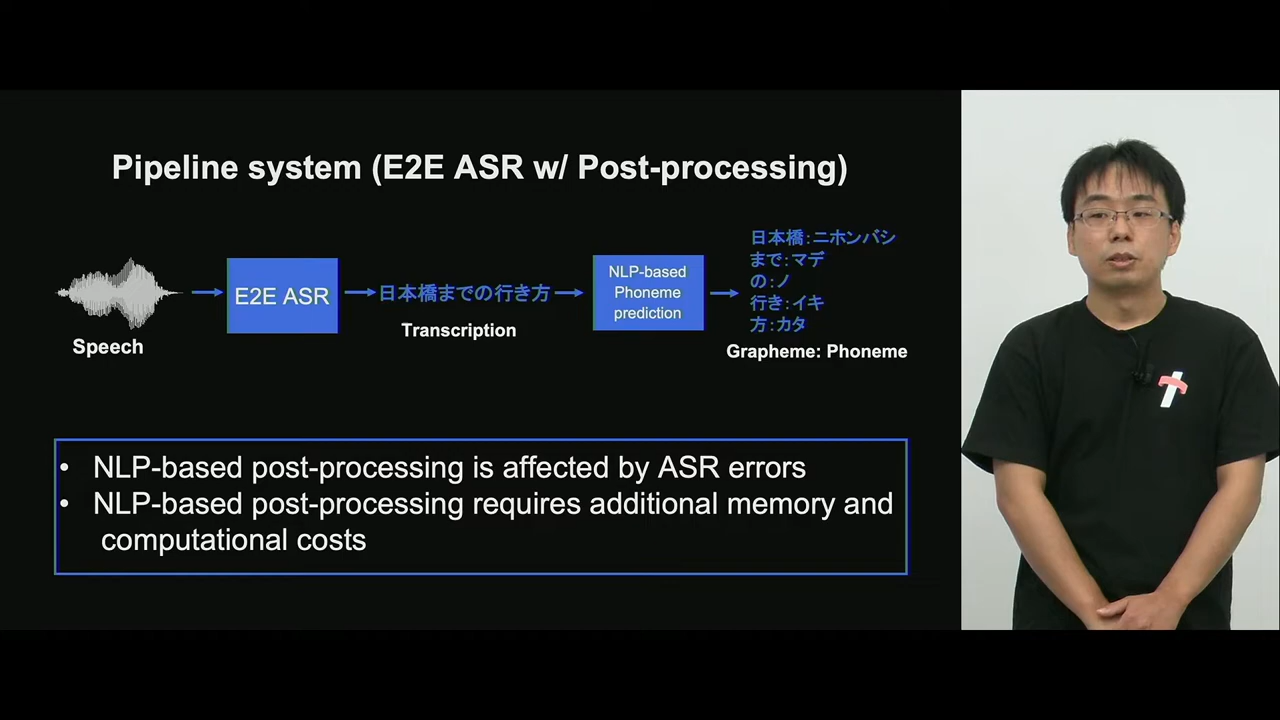 Pipeline system (E2E ASR w/ Post-processing)
Speech
E2E ASR
日本橋までの行き方
Transcription
NLP-based
Phoneme
prediction
日本橋:ニホンバシ
まで:マデ
の:ノ
行き:イキ
方:カタ
Grapheme: Phoneme
• NLP-based post-processing is affected by ASR errors
• NLP-based post-processing requires additional memory and
computational costs